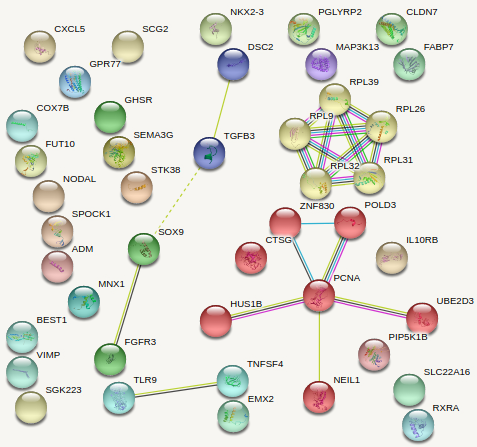 NKX2-3
PGLYRP2
CLDN7
CXCL5
SCG2
DSC2
MAP3K13
FABP7
GPR77
RPL39
COX7B
GHSR
RPL9
RPL26
SEMA3G
TGFB3
FUT10
RPL32
RPL31
NODAL
STK38
ZNF830
POLD3
SPOCK1
SOX9
CTSG
IL10RB
ADM
PCNA
MNX1
HUS1B
UBE2D3
BEST1
PIP5K1B
FGFR3
VIMP
TNFSF4
SLC22A16
TLR9
NEIL1
SGK223
EMX2
RXRA